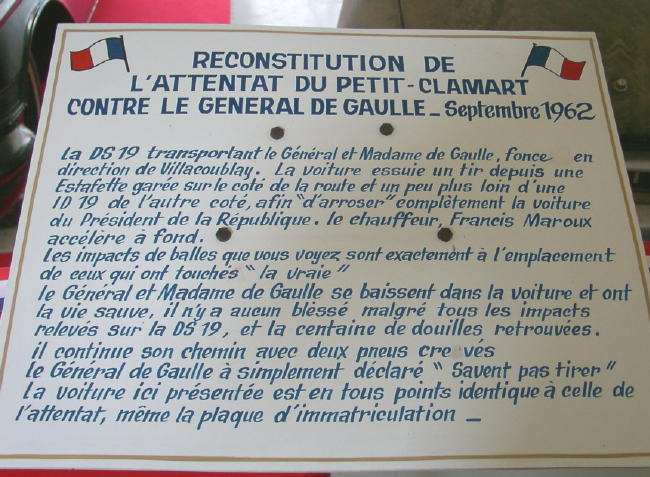 RECONSTITUTION DE
L'ATTENTAT DU PETIT-CLAMART
CONTRE LE GENERAL DE GAULLE_ Septembre 1962
La DS 19 transportant le Général et Madame de Gaulle, fonce en
direction de Villacoublay. La voiture essuie un tir depuis une
Estafette garée sur le coté de la route et un peu plus loin d'une
ID 19 de l'autre coté, afin "d'arroser" complètement la voiture
du Président de la République. le chauffeur, Francis Maroux
accélère à fond.
Les impacts de balles que vous voyez sont exactement à l'emplacement
de ceux qui ont touchés "la vraie"
le Général et Madame de Gaulle se baissent dans la voiture et ont
la vie sauve, il n'y a aucun blèssé malgré tous les impacts
relevés sur la DS 19, et la centaine de douilles retrouvées.
il continue son chemin avec deux pneus crevés
le Général de Gaulle à simplement déclaré "Savent pas tirer"
La voiture ici présentée est en tous points identique à celle de
l'attentat, même la plaque d'immatriculation _